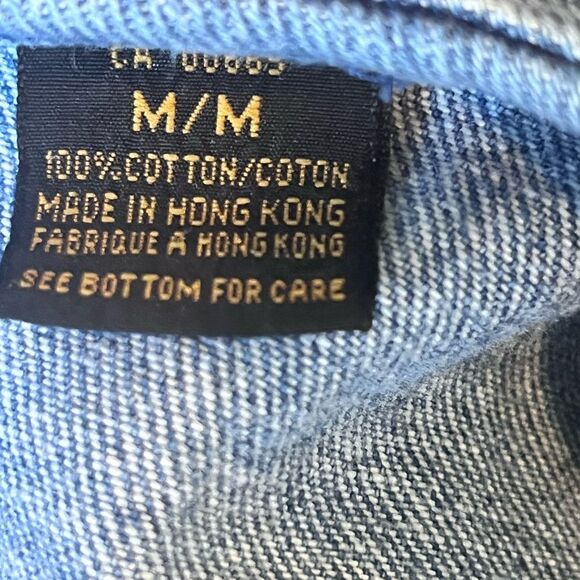 M/M
100% COTTON/COTON
MADE IN HONG KONG
FABRIQUE A HONG KONG
SEE BOTTOM FOR CARE